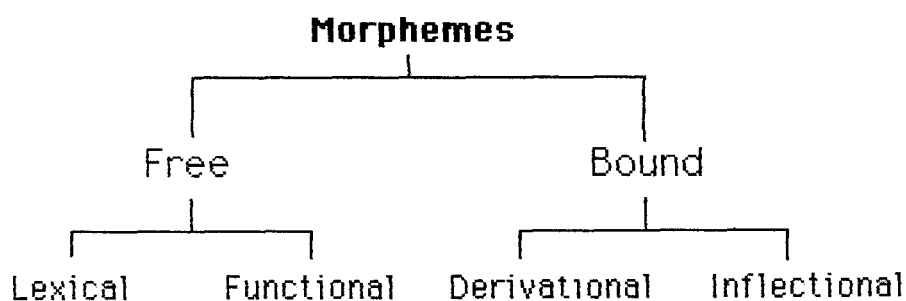 Morphemes
Free Bound
Lexical Functional Derivational Inflectional